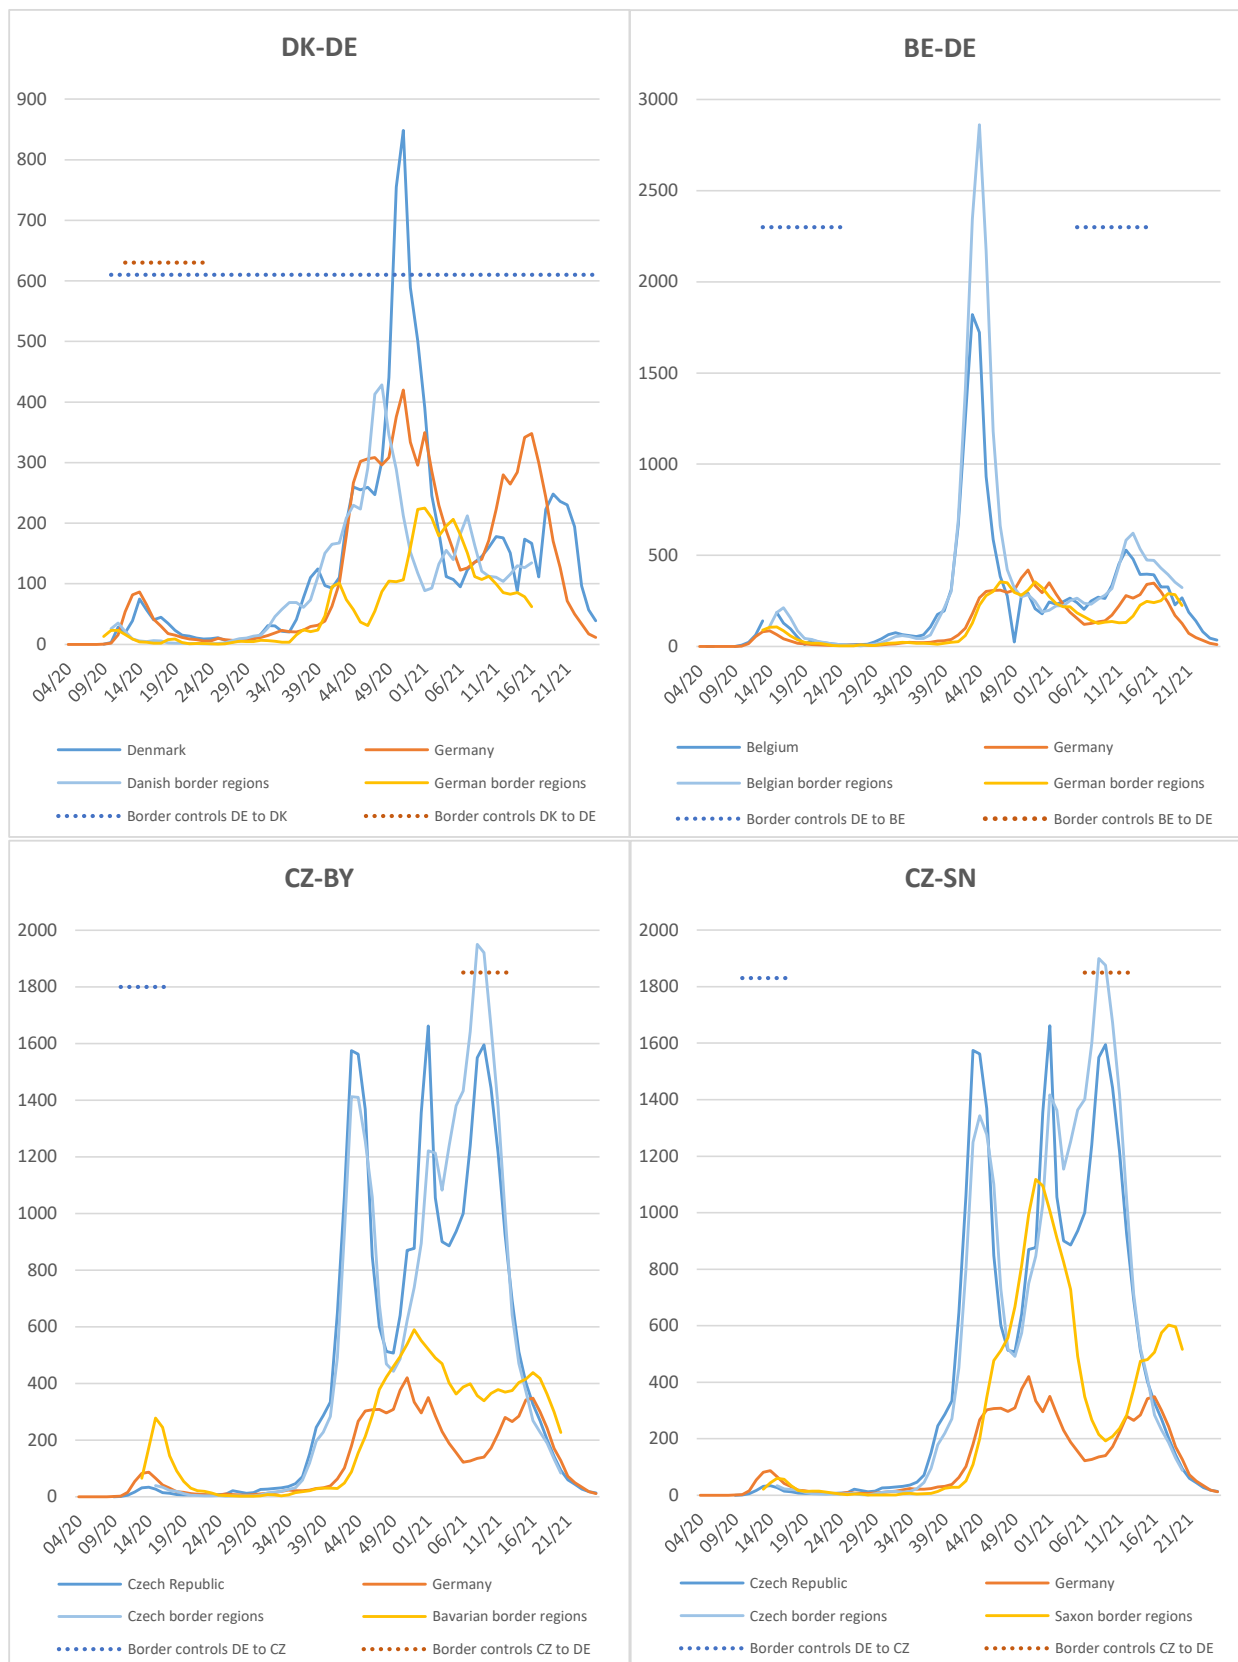 DK-DE
900
800
700
600
500
400
300
200
100
0
04/20 09/20 14/20 19/20 24/20 29/20 34/20 39/20 44/20 49/20 01/21 06/21 11/21 16/21 21/21
Denmark Germany
Danish border regions German border regions
Border controls DE to DK Border controls DK to DE
BE-DE
3000
2500
2000
1500
1000
500
0
04/20 09/20 14/20 19/20 24/20 29/20 34/20 39/20 44/20 49/20 01/21 06/21 11/21 16/21 21/21
Belgium Germany
Belgian border regions German border regions
Border controls DE to BE Border controls BE to DE
CZ-BY
2000
1800
1600
1400
1200
1000
800
600
400
200
0
04/20 09/20 14/20 19/20 24/20 29/20 34/20 39/20 44/20 49/20 01/21 06/21 11/21 16/21 21/21
Czech Republic Germany
Czech border regions Bavarian border regions
Border controls DE to CZ Border controls CZ to DE
CZ-SN
2000
1800
1600
1400
1200
1000
800
600
400
200
0
04/20 09/20 14/20 19/20 24/20 29/20 34/20 39/20 44/20 49/20 01/21 06/21 11/21 16/21 21/21
Czech Republic Germany
Czech border regions Saxon border regions
Border controls DE to CZ Border controls CZ to DE